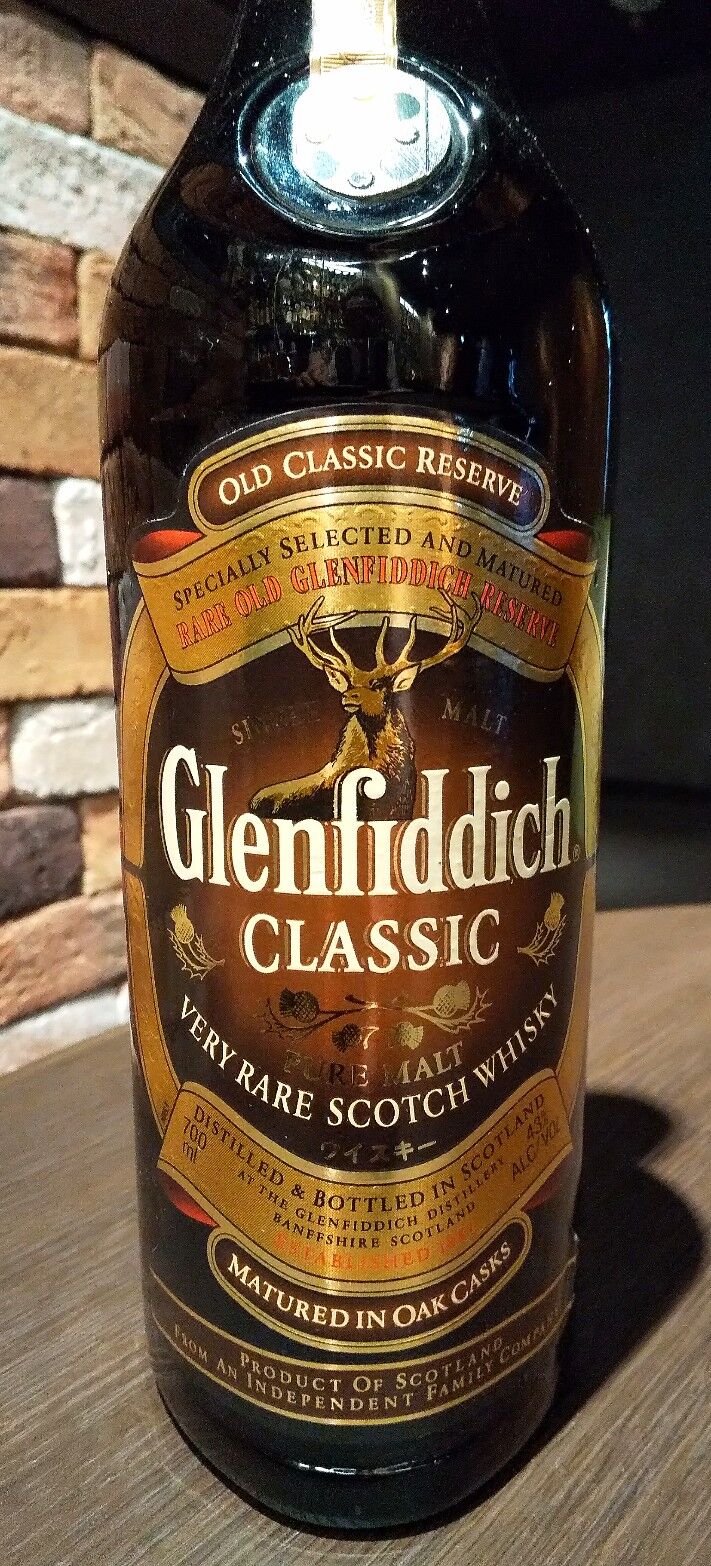 OLD CLASSIC RESERVE
SPECIALLY SELECTED AND MATURED
RARE OLD GLENFIDDICH RESERVE
SINGLE MALT
Glenfiddich®
CLASSIC
PURE MALT
VERY RARE SCOTCH WHISKY
ウイスキー
700 ml
43% ALC/VOL
DISTILLED & BOTTLED IN SCOTLAND
AT THE GLENFIDDICH DISTILLERY
BANFFSHIRE SCOTLAND
ESTABLISHED
MATURED IN OAK CASKS
PRODUCT OF SCOTLAND
FROM AN INDEPENDENT FAMILY COMPANY